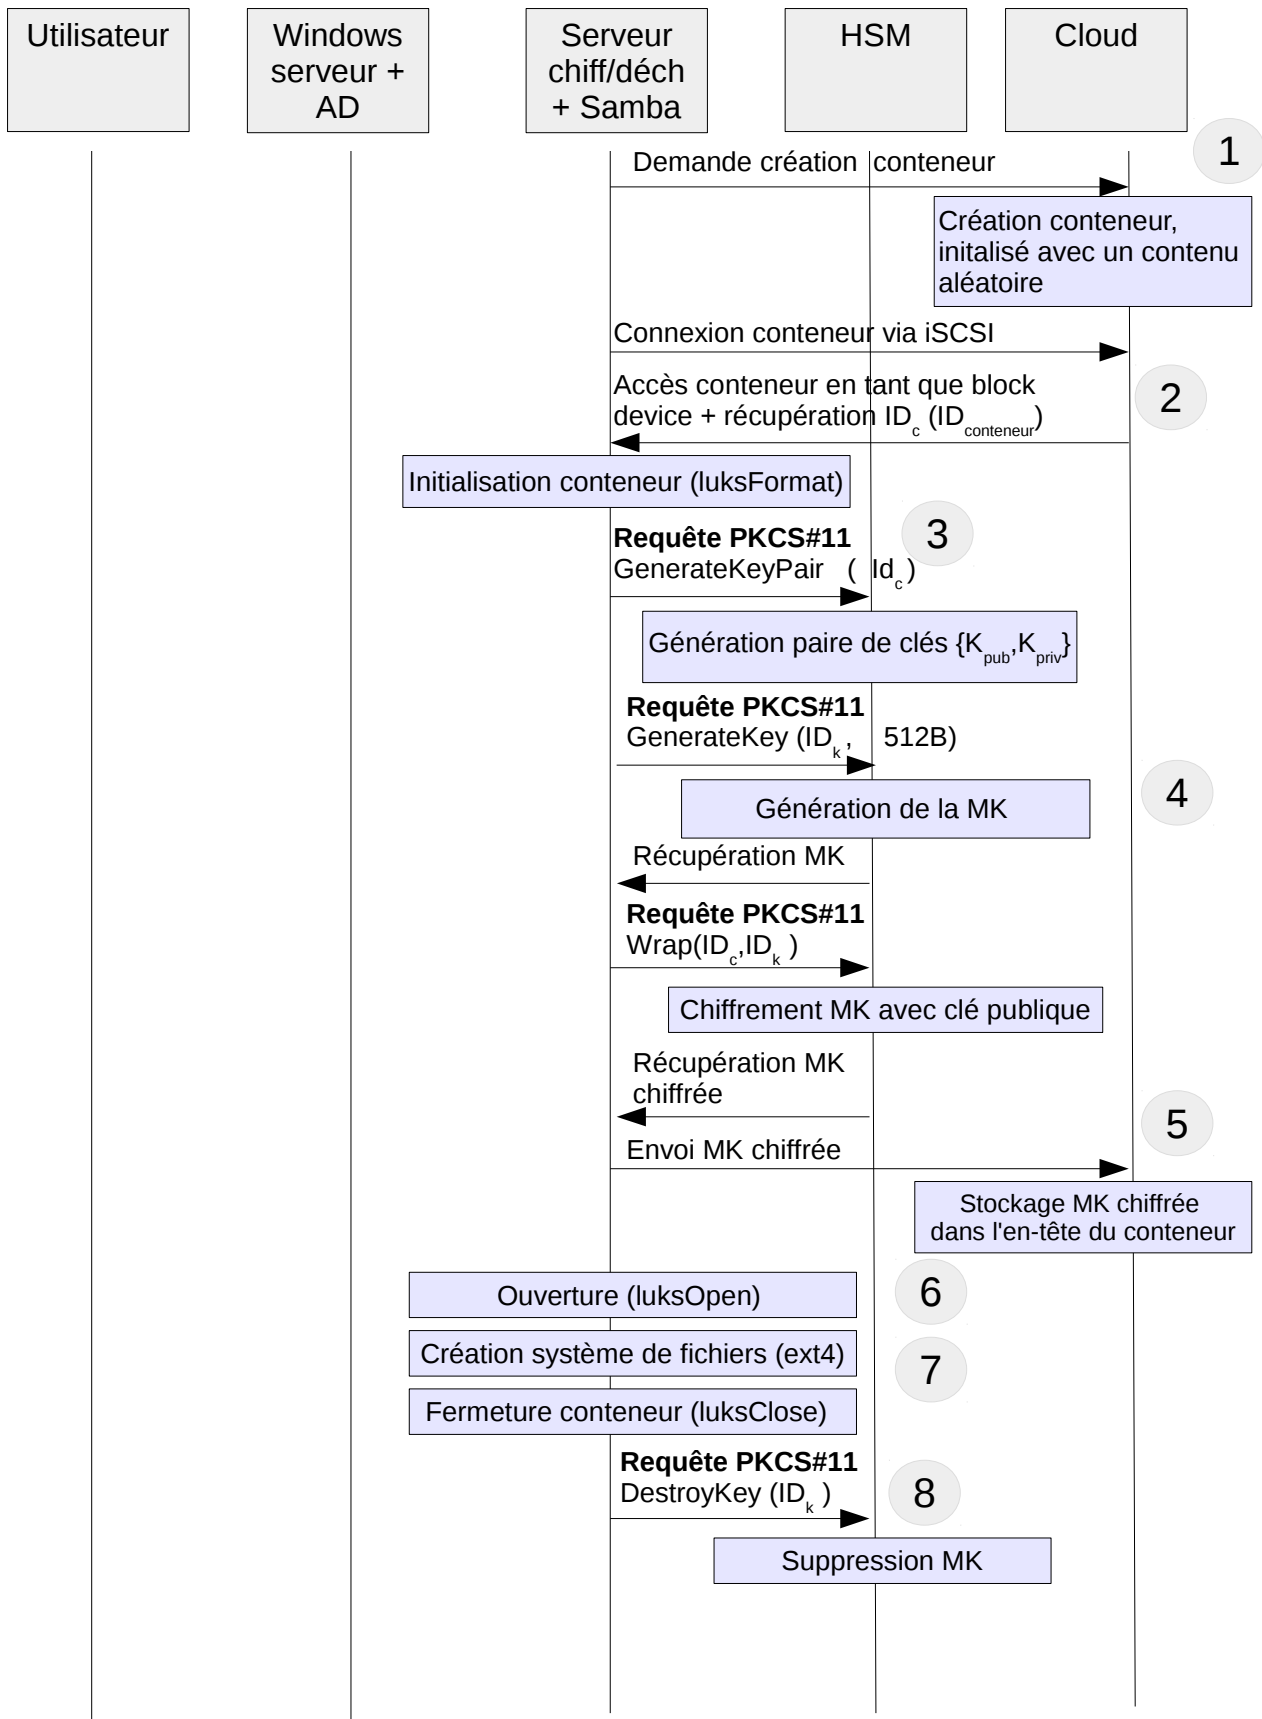 Utilisateur
Windows
serveur +
AD
Serveur
chiff/déch
+ Samba
HSM
Cloud
1
Demande création conteneur
Création conteneur,
initalisé avec un contenu
aléatoire
Connexion conteneur via iSCSI
2
Accès conteneur en tant que block
device + récupération IDc (IDconteneur)
Initialisation conteneur (luksFormat)
3
Requête PKCS#11
GenerateKeyPair ( Idc)
Génération paire de clés {Kpub,Kpriv}
Requête PKCS#11
GenerateKey (IDk, 512B)
4
Génération de la MK
Récupération MK
Requête PKCS#11
Wrap(IDc,IDk )
Chiffrement MK avec clé publique
Récupération MK
chiffrée
5
Envoi MK chiffrée
Stockage MK chiffrée
dans l'en-tête du conteneur
Ouverture (luksOpen)
6
Création système de fichiers (ext4)
7
Fermeture conteneur (luksClose)
Requête PKCS#11
DestroyKey (IDk )
8
Suppression MK